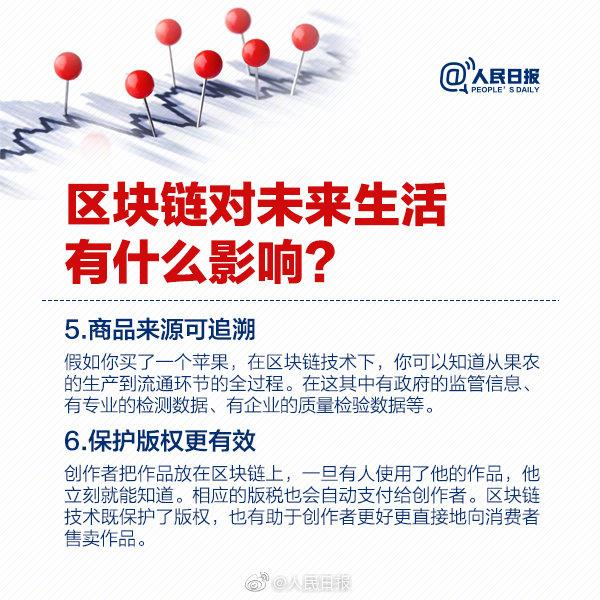 @人民日报
PEOPLE'S DAILY
区块链对未来生活
有什么影响？
5.商品来源可追溯
假如你买了一个苹果，在区块链技术下，你可以知道从果农
的生产到流通环节的全过程。在这其中有政府的监管信息、
有专业的检测数据、有企业的质量检验数据等。
6.保护版权更有效
创作者把作品放在区块链上，一旦有人使用了他的作品，他
立刻就能知道。相应的版税也会自动支付给创作者。区块链
技术既保护了版权，也有助于创作者更好更直接地向消费者
售卖作品。
@人民日报